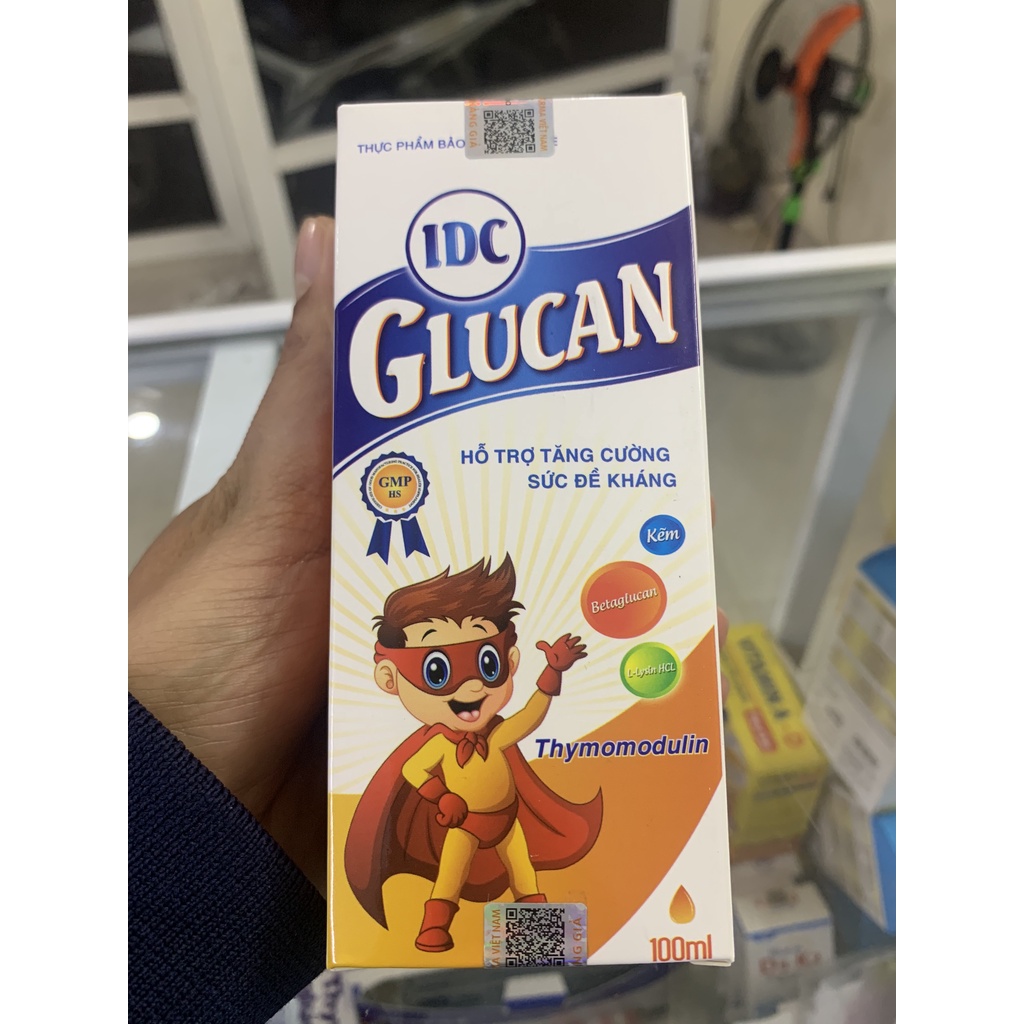 THỰC PHẨM BẢO
IDC
GLUCAN
HỖ TRỢ TĂNG CƯỜNG
SỨC ĐỀ KHÁNG
GMP
HS
Kẽm
Betaglucan
L-Lysin HCL
Thymomodulin
100ml